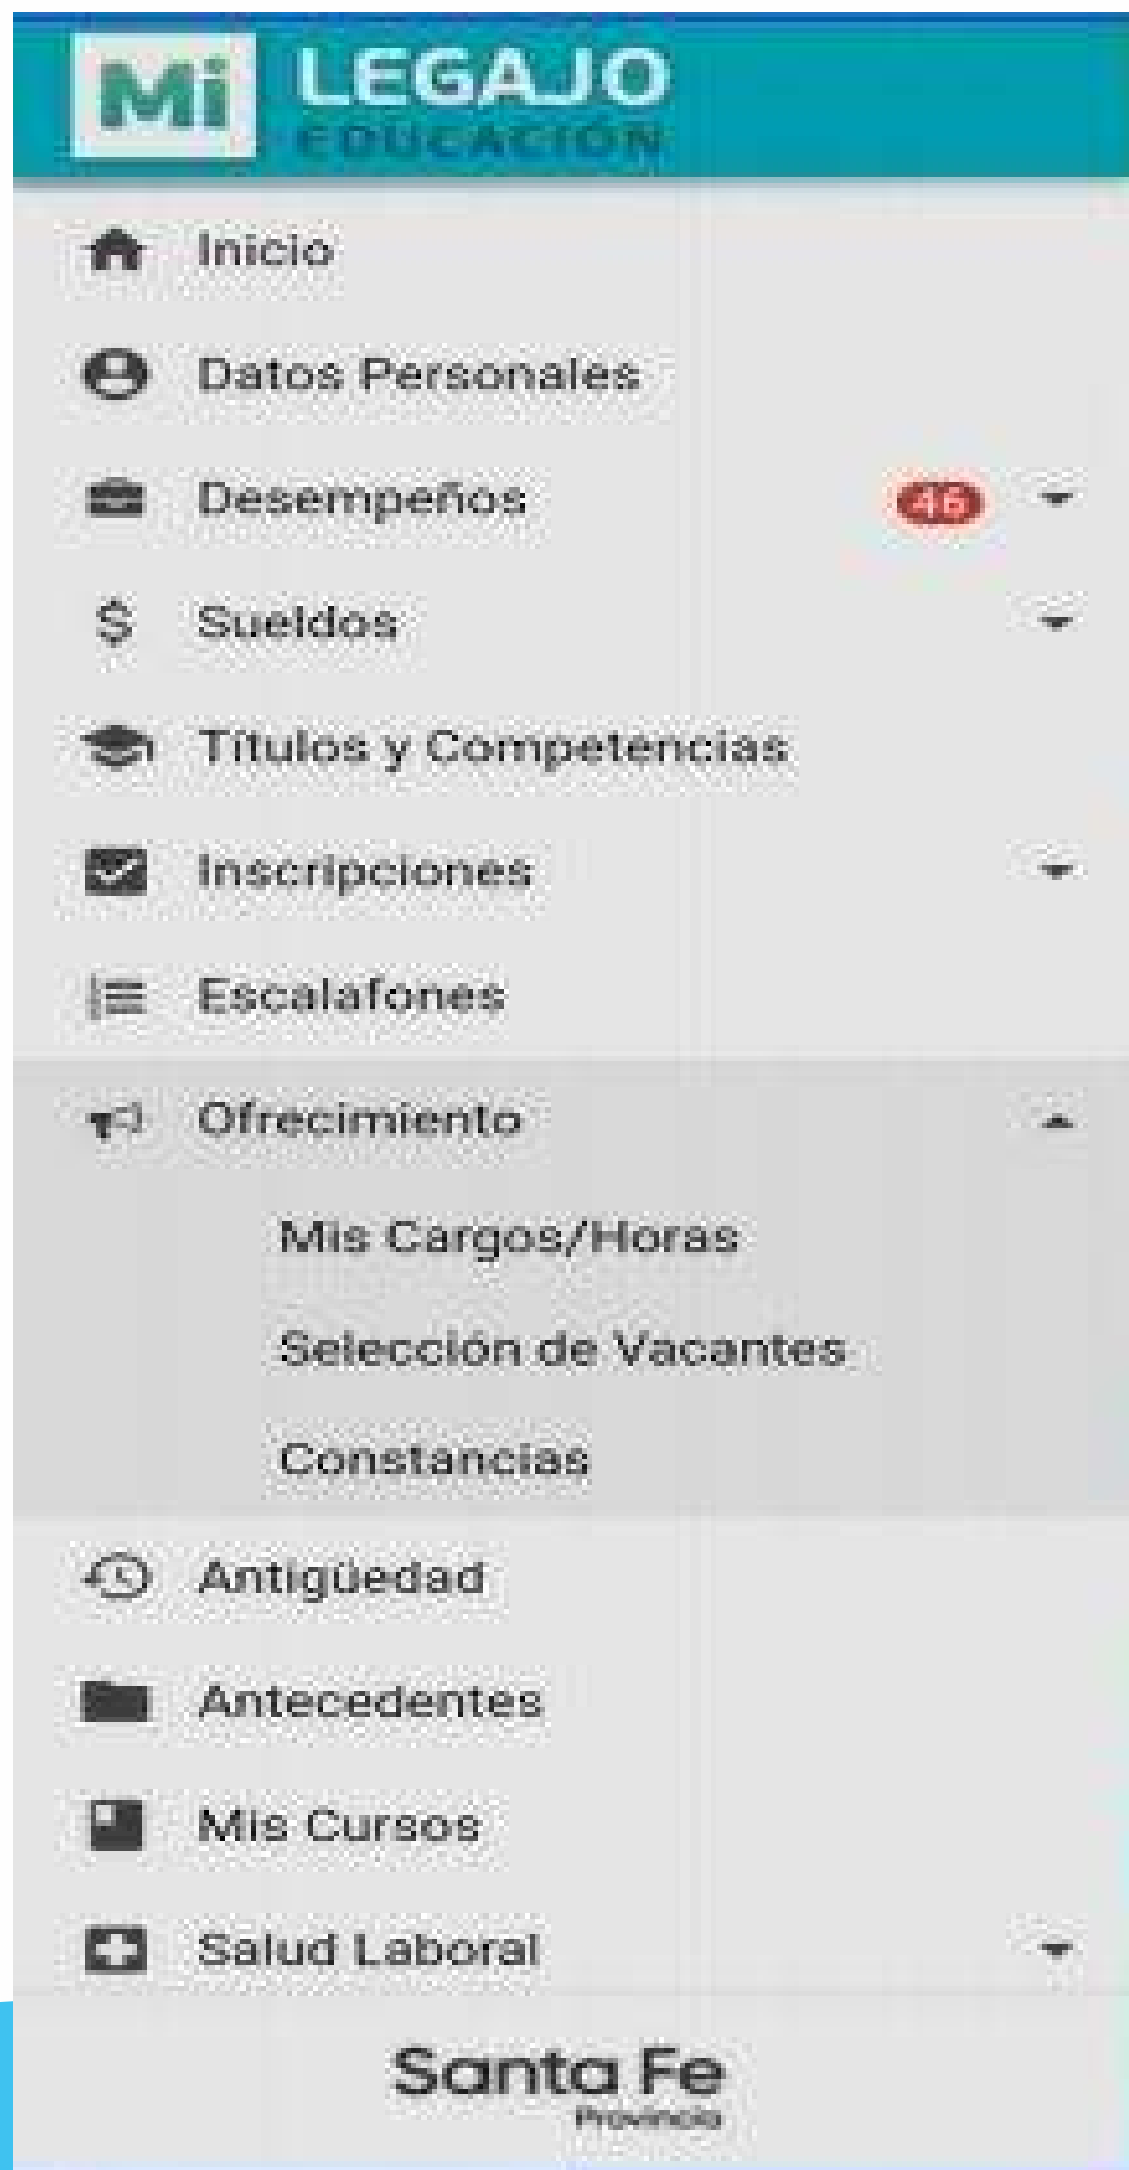 Mi LEGAJO
EDUCACIÓN
Inicio
Datos Personales
Desempeños 46
Sueldos
Títulos y Competencias
Inscripciones
Escalafones
Ofrecimiento
Mis Cargos/Horas
Selección de Vacantes
Constancias
Antigüedad
Antecedentes
Mis Cursos
Salud Laboral
Santa Fe
Provincia